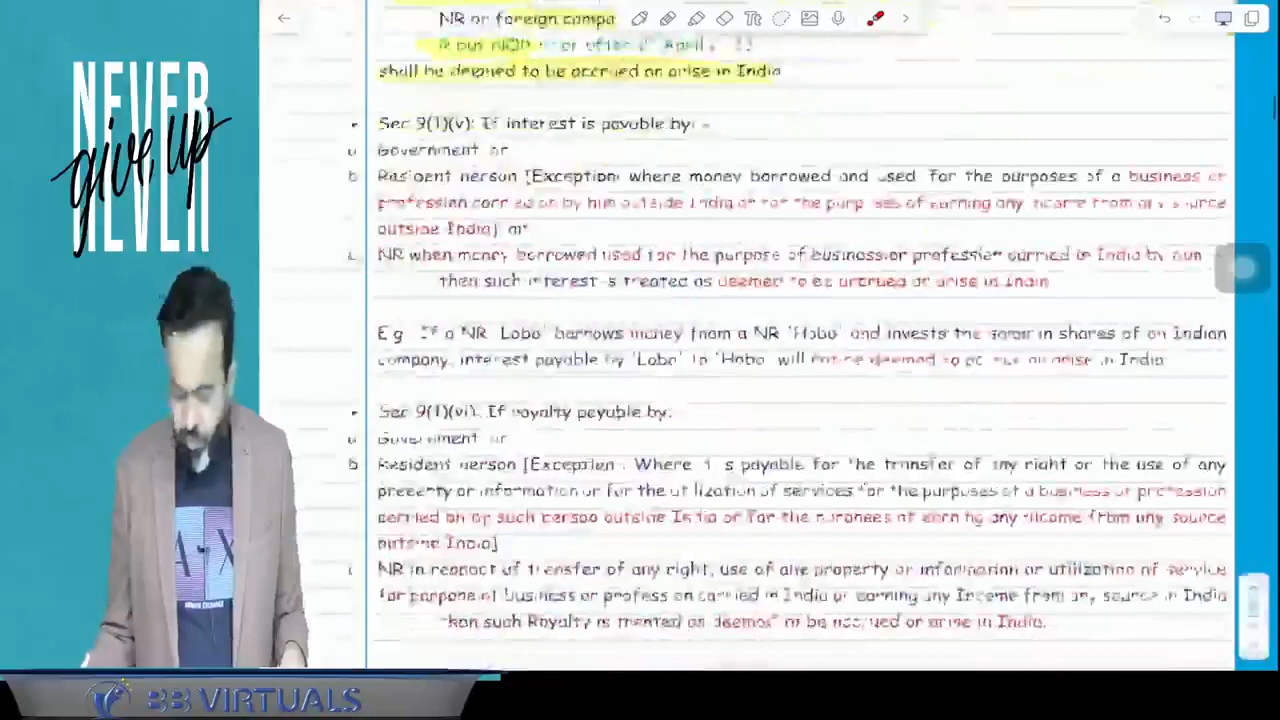 NEVER
give up
NEVER
NR or foreign compa
shall be deemed to be accrued or arise in India
Sec 9(1)(v): If interest is payable by: -
a Government or
b Resident person [Exception where money borrowed and used for the purposes of a business or
profession carried on by him outside India or for the purposes of earning any income from any source
outside India] or
c NR when money borrowed used for the purpose of business or profession carried in India by him
then such interest is treated as deemed to be accrued or arise in India
E.g. If a NR 'Lobo' borrows money from a NR 'Hobo' and invests the same in shares of an Indian
company, interest payable by 'Lobo' to 'Hobo' will not be deemed to accrue or arise in India
Sec 9(1)(vi): If royalty payable by:
a Government or
b Resident person [Exception: Where it is payable for the transfer of any right or the use of any
property or information or for the utilization of services for the purposes of a business or profession
carried on by such person outside India or for the purposes of earning any income from any source
outside India]
c NR in respect of transfer of any right, use of any property or information or utilization of service
for purpose of business or profession carried in India or earning any Income from any source in India
then such Royalty is treated as deemed to be accrued or arise in India.
A X
BB VIRTUALS